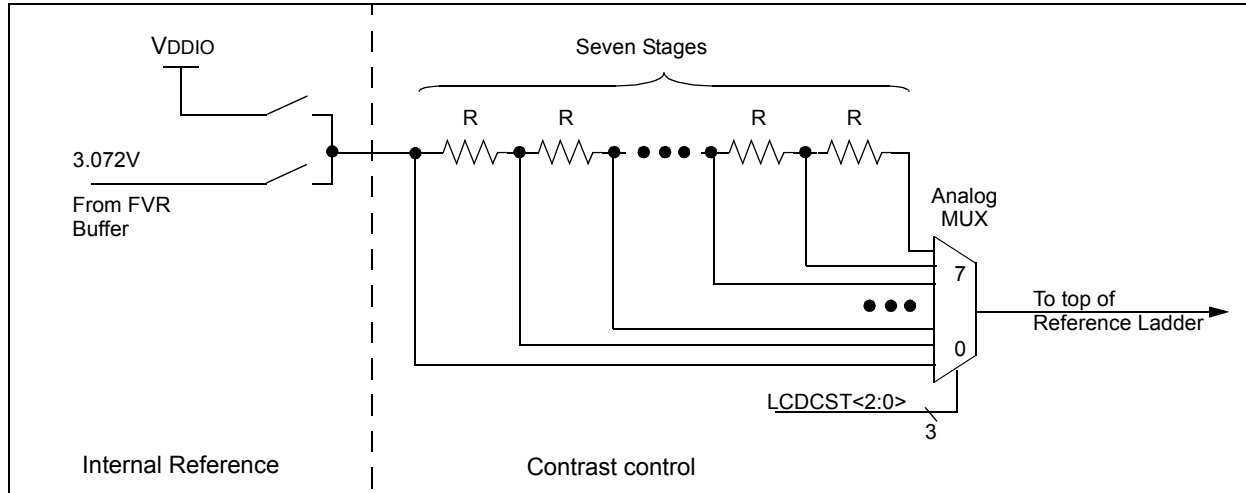 VDDIO
Seven Stages
R R R R
3.072V
From FVR
Buffer
Analog
MUX
7
0
To top of
Reference Ladder
LCDCST<2:0>
3
Internal Reference
Contrast control